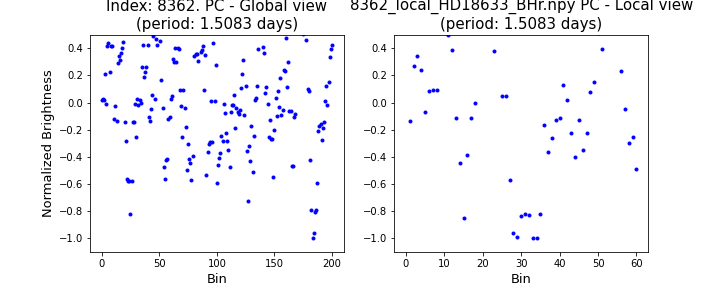 Index: 8362. PC - Global view
(period: 1.5083 days)
8362_local_HD18633_BHr.npy PC - Local view
(period: 1.5083 days)
Normalized Brightness
0.4
0.2
0.0
−0.2
−0.4
−0.6
−0.8
−1.0
0 50 100 150 200
Bin
0.4
0.2
0.0
−0.2
−0.4
−0.6
−0.8
−1.0
0 10 20 30 40 50 60
Bin